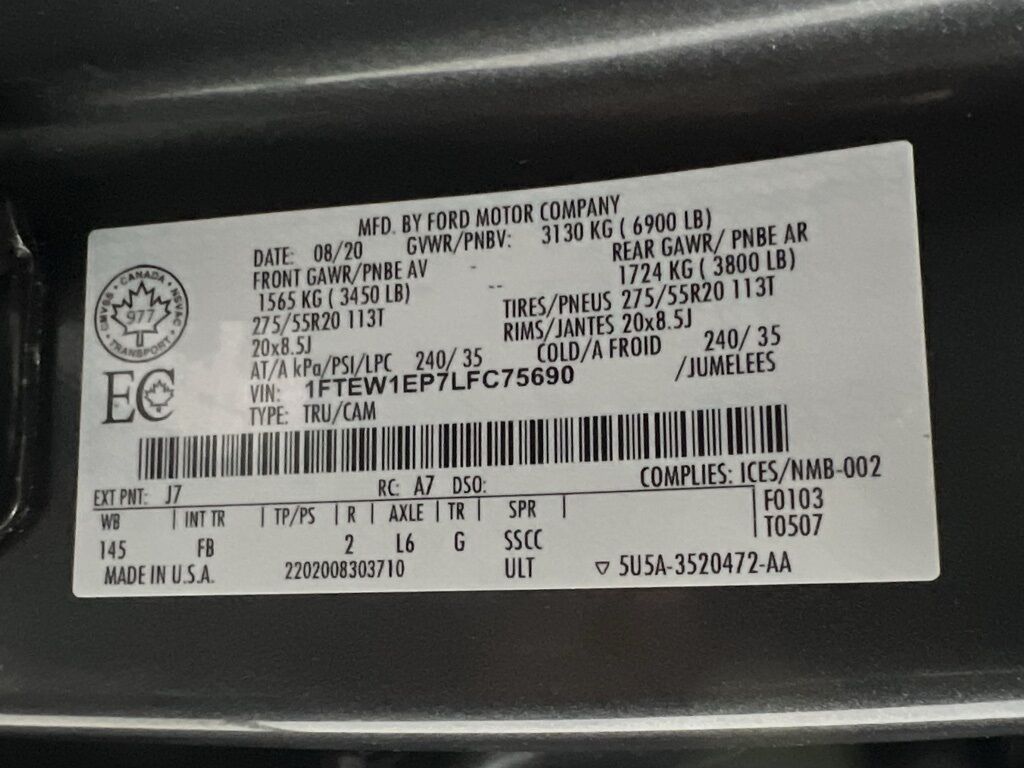 MFD. BY FORD MOTOR COMPANY
DATE: 08/20 GVWR/PNBV: 3130 KG ( 6900 LB)
FRONT GAWR/PNBE AV REAR GAWR/ PNBE AR
1565 KG ( 3450 LB) 1724 KG ( 3800 LB)
275/55R20 113T TIRES/PNEUS 275/55R20 113T
20x8.5J RIMS/JANTES 20x8.5J
AT/A kPa/PSI/LPC 240/ 35 COLD/A FROID 240/ 35
VIN: 1FTEW1EP7LFC75690 /JUMELEES
TYPE: TRU/CAM
CANADA
CMVSS NSVAC
977
TRANSPORT
EC
COMPLIES: ICES/NMB-002
EXT PNT: J7 RC: A7 DSO:
WB | INT TR | TP/PS | R | AXLE | TR | SPR | F0103
145 FB 2 L6 G SSCC T0507
MADE IN U.S.A. 2202008303710 ULT ▽ 5U5A-3520472-AA